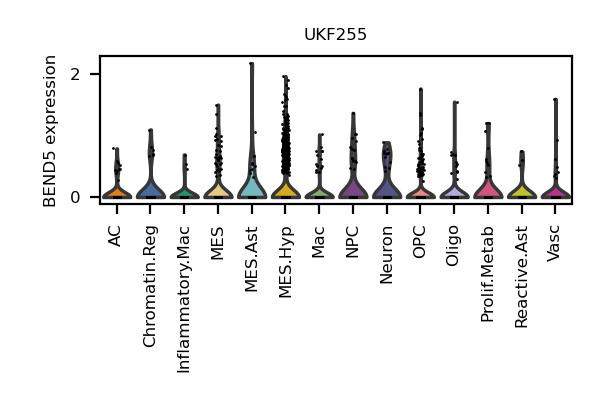 UKF255
BEND5 expression
2
0
AC
Chromatin.Reg
Inflammatory.Mac
MES
MES.Ast
MES.Hyp
Mac
NPC
Neuron
OPC
Oligo
Prolif.Metab
Reactive.Ast
Vasc